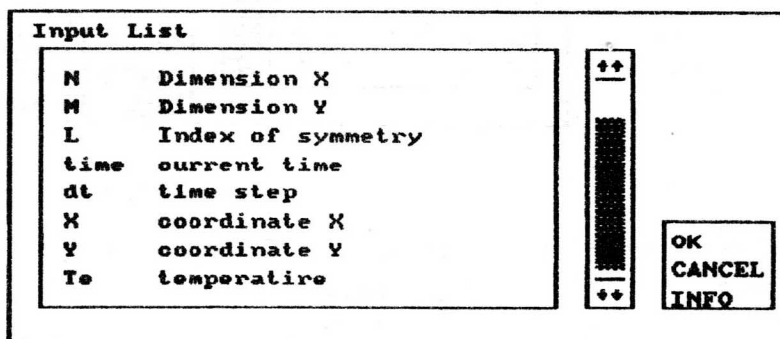 Input List
N Dimension X
M Dimension Y
L Index of symmetry
time current time
dt time step
X coordinate X
Y coordinate Y
Te temperatire
OK
CANCEL
INFO